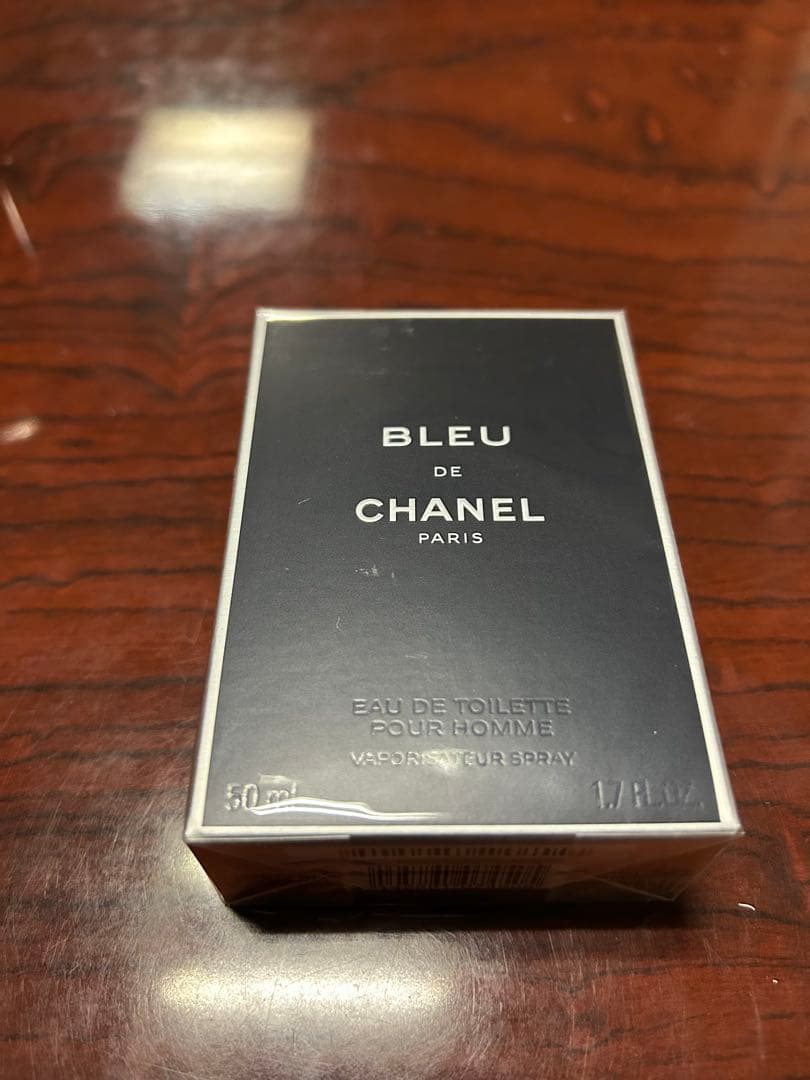 BLEU
DE
CHANEL
PARIS
EAU DE TOILETTE
POUR HOMME
VAPORISATEUR SPRAY
50 ml
1.7 FL.OZ.